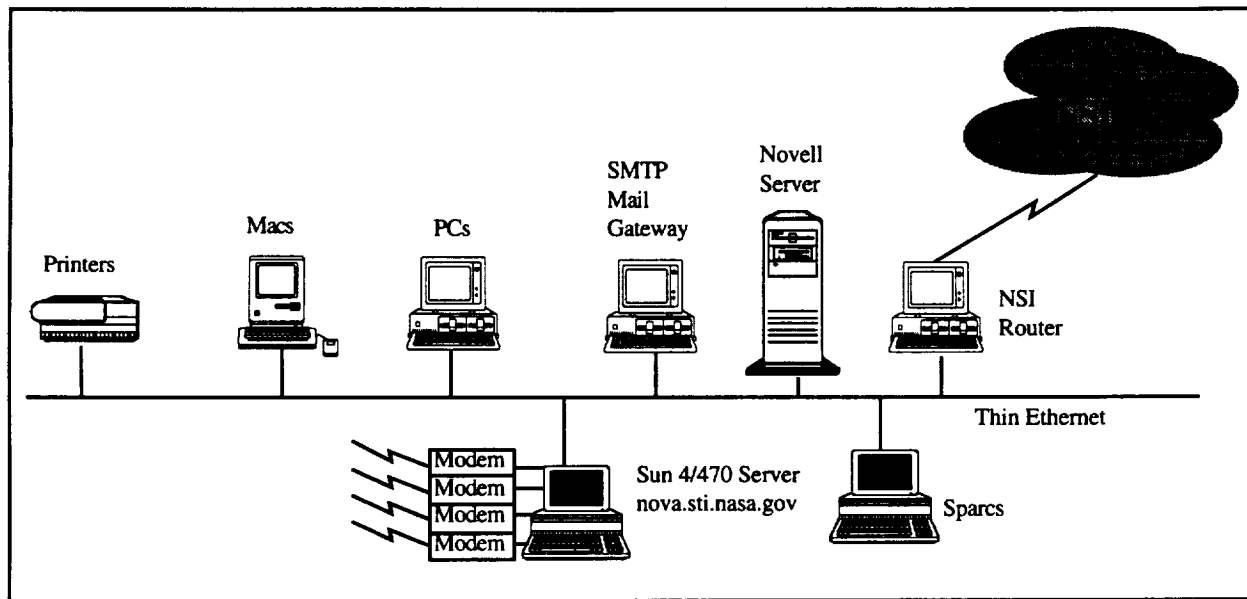 Novell
Server
SMTP
Mail
Gateway
Macs
PCs
Printers
NSI
Router
Thin Ethernet
Modem
Modem
Modem
Modem
Sun 4/470 Server
nova.sti.nasa.gov
Sparcs